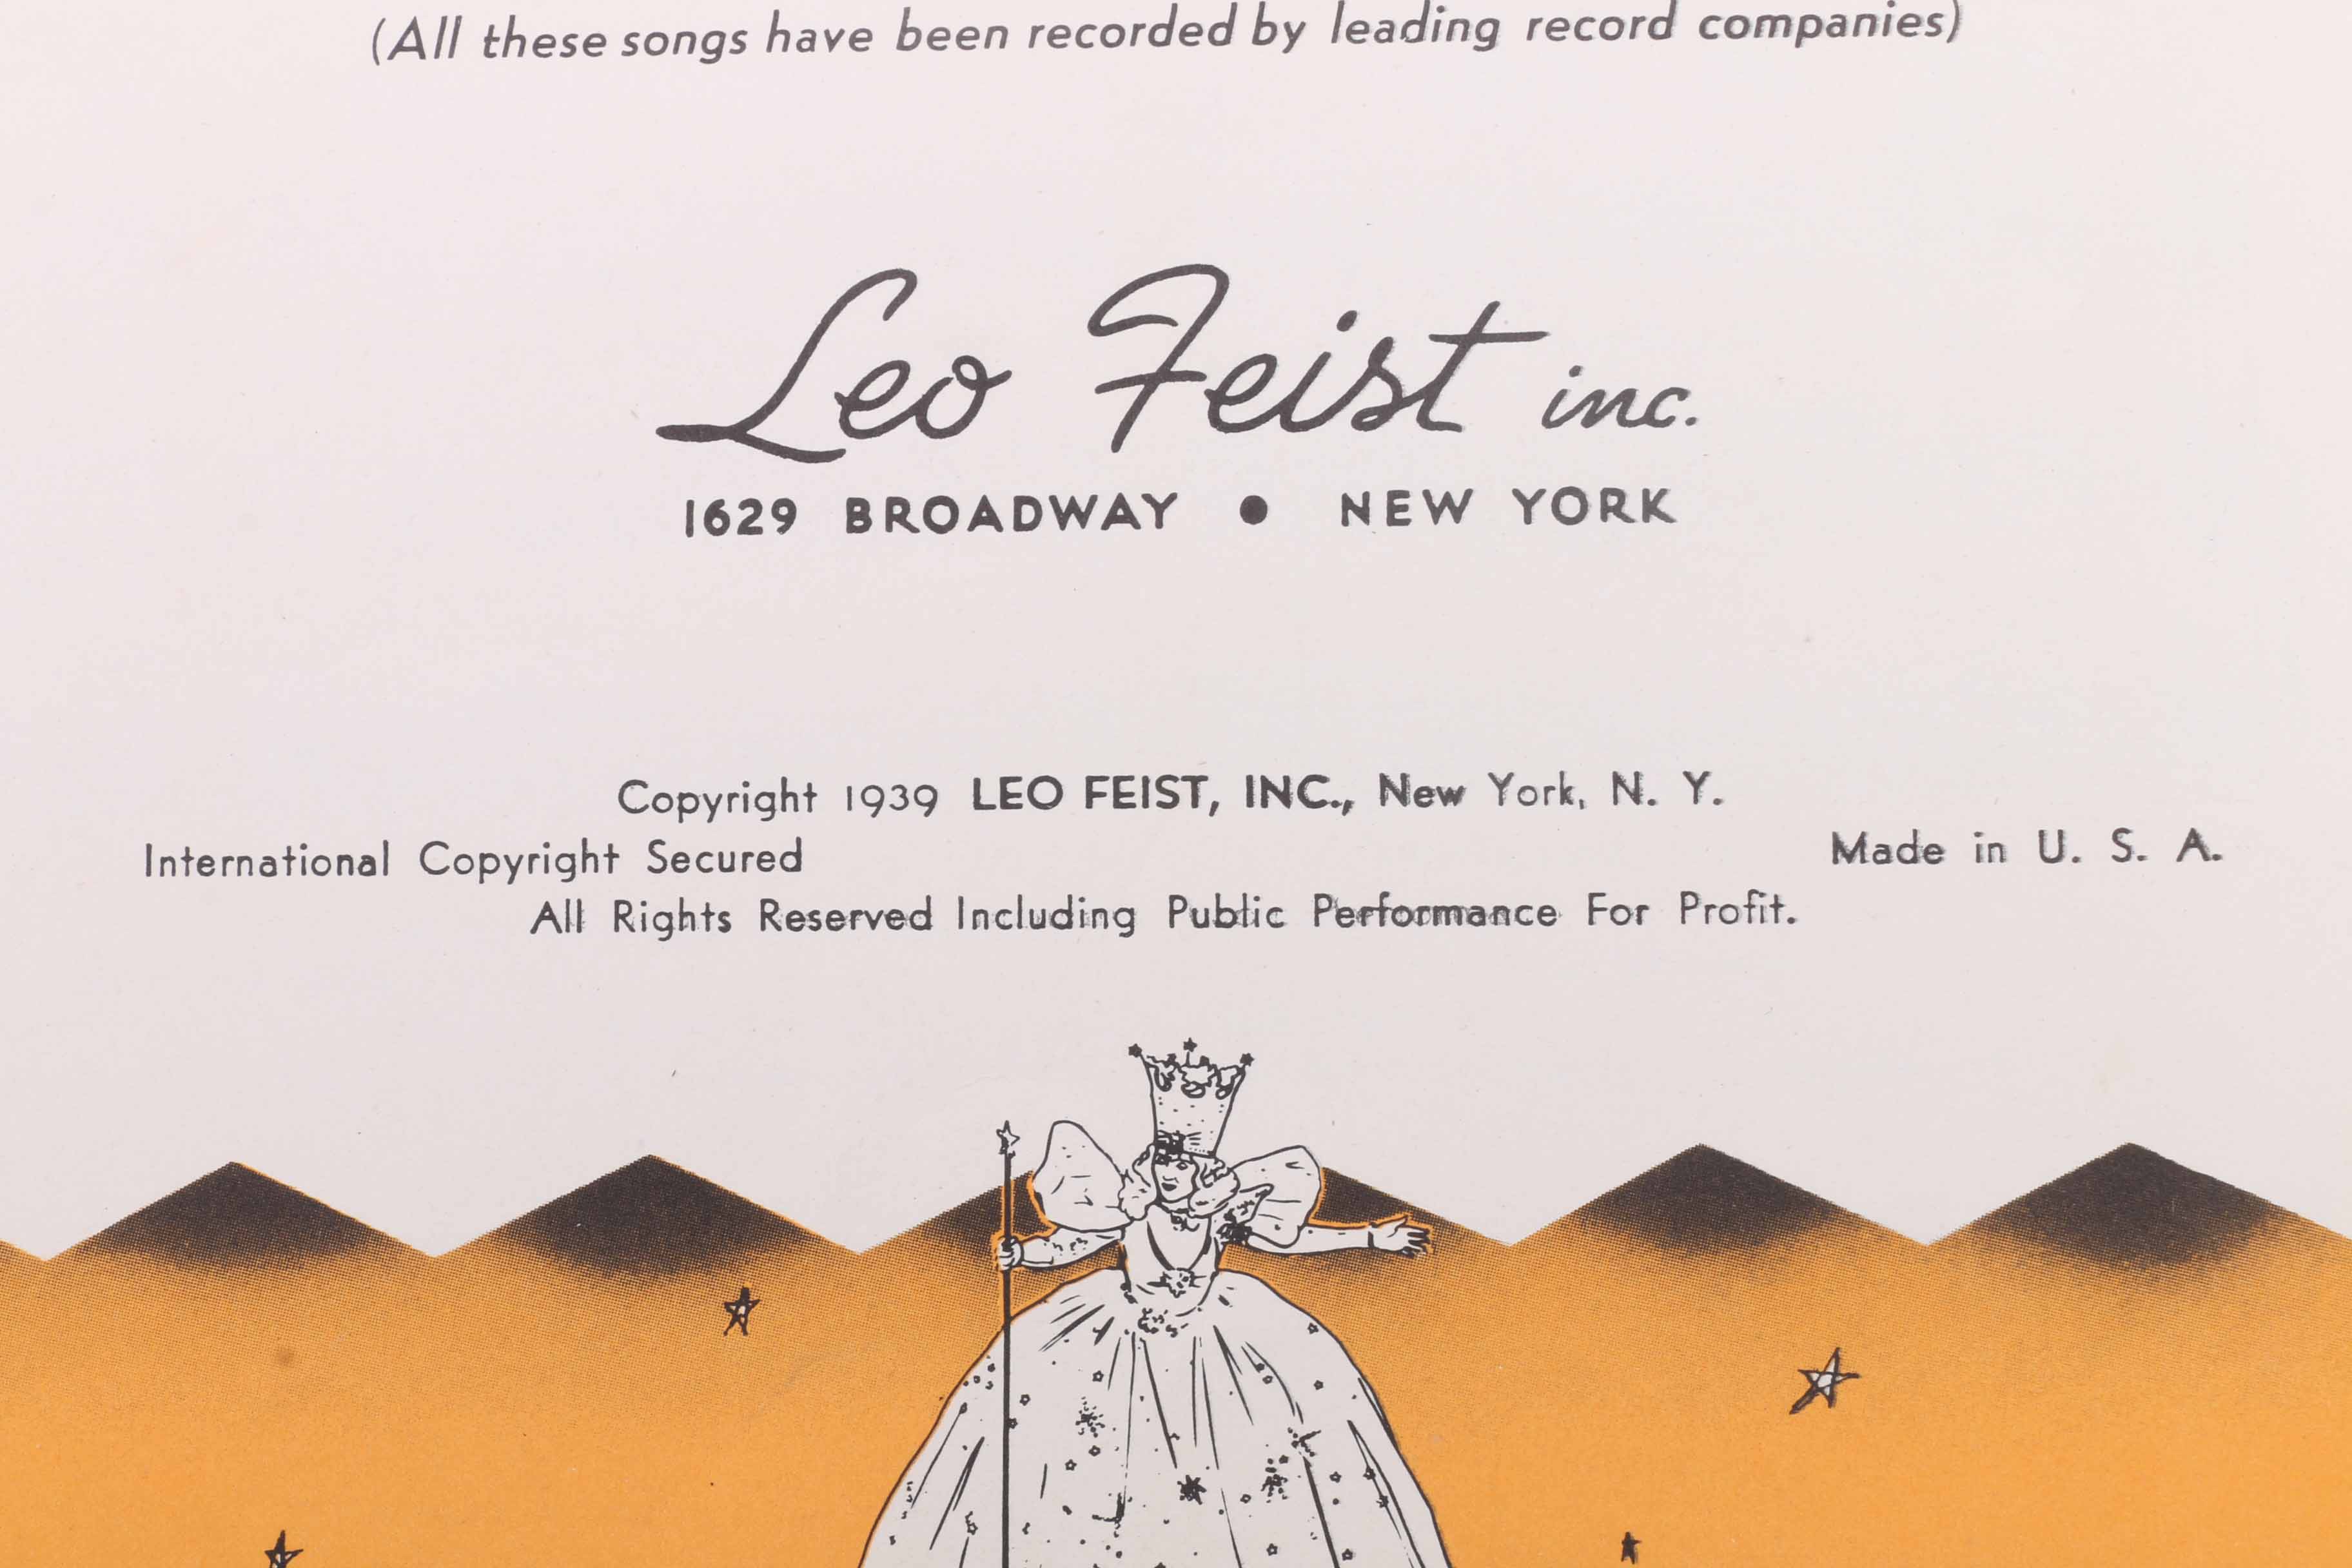 (All these songs have been recorded by leading record companies)
Leo Feist inc.
1629 BROADWAY ● NEW YORK
Copyright 1939 LEO FEIST, INC., New York, N. Y.
International Copyright Secured Made in U. S. A.
All Rights Reserved Including Public Performance For Profit.